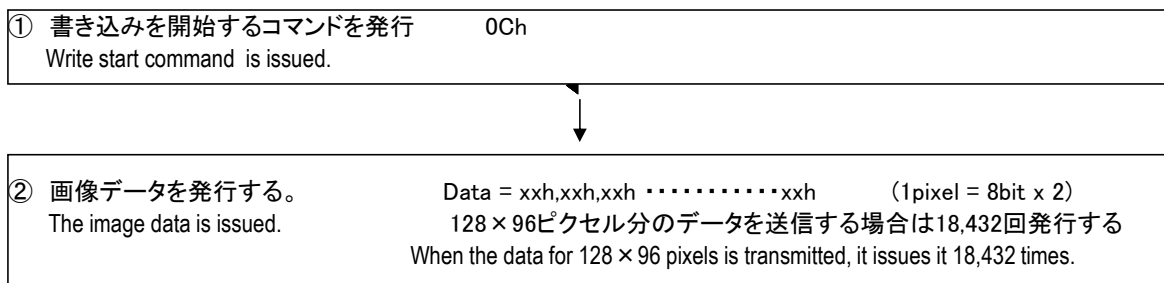 ① 書き込みを開始するコマンドを発行 0Ch
Write start command is issued.
② 画像データを発行する。 Data = xxh,xxh,xxh ・・・・・・・・・・・xxh (1pixel = 8bit x 2)
The image data is issued. 128×96ピクセル分のデータを送信する場合は18,432回発行する
When the data for 128 × 96 pixels is transmitted, it issues it 18,432 times.